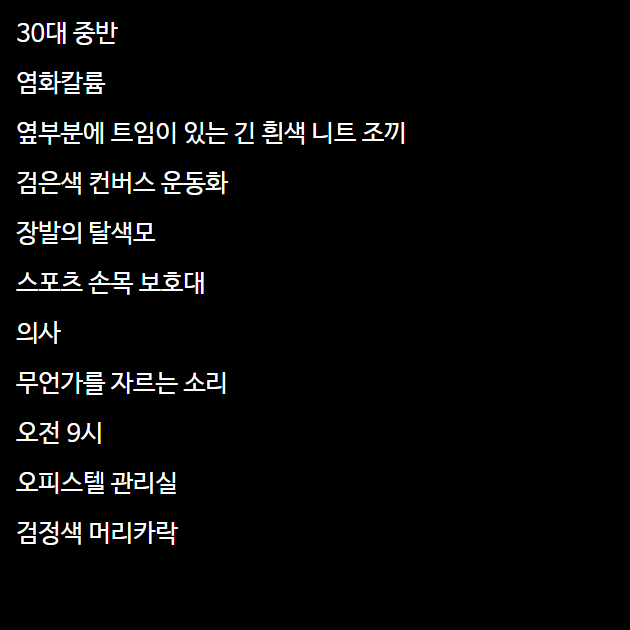 30대 중반
염화칼륨
옆부분에 트임이 있는 긴 흰색 니트 조끼
검은색 컨버스 운동화
장발의 탈색모
스포츠 손목 보호대
의사
무언가를 자르는 소리
오전 9시
오피스텔 관리실
검정색 머리카락